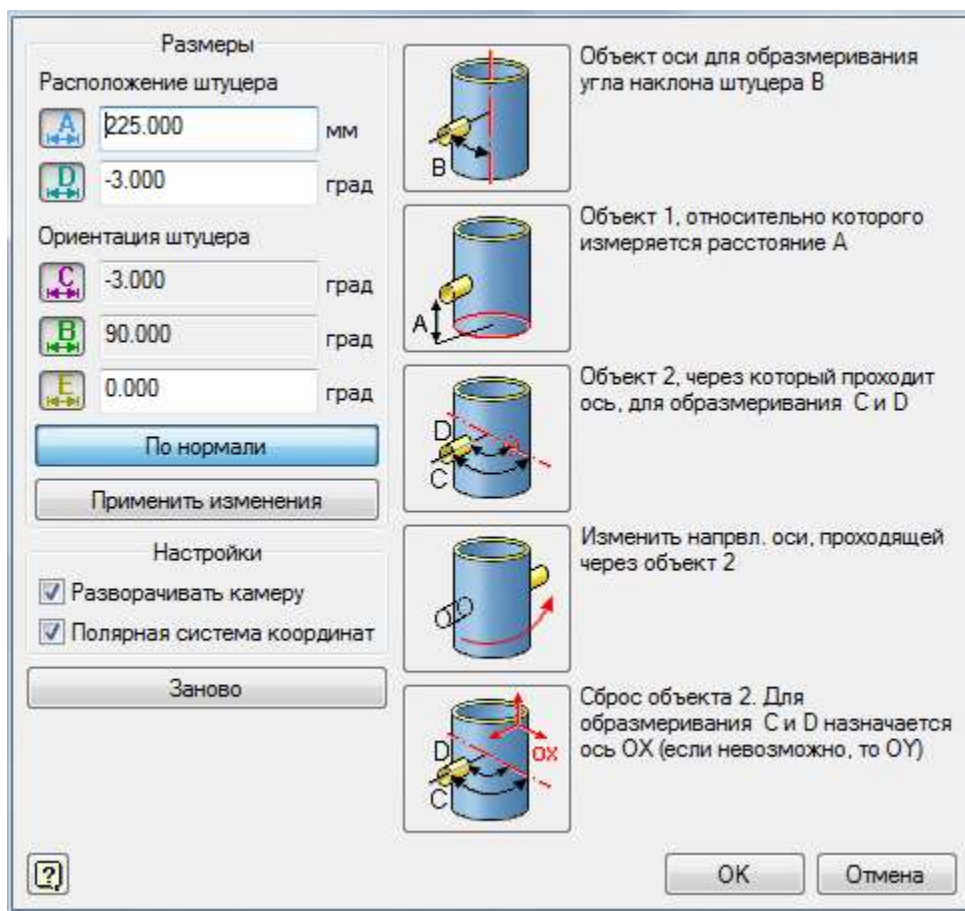 Размеры
Расположение штуцера
A
225.000
мм
D
-3.000
град
Ориентация штуцера
C
-3.000
град
B
90.000
град
E
0.000
град
По нормали
Применить изменения
Настройки
Разворачивать камеру
Полярная система координат
Заново
B
Объект оси для образмеривания
угла наклона штуцера B
A
Объект 1, относительно которого
измеряется расстояние A
D
C
Объект 2, через который проходит
ось, для образмеривания C и D
Изменить напрвл. оси, проходящей
через объект 2
D
C
OX
Сброс объекта 2. Для
образмеривания C и D назначается
ось OX (если невозможно, то OY)
?
OK
Отмена